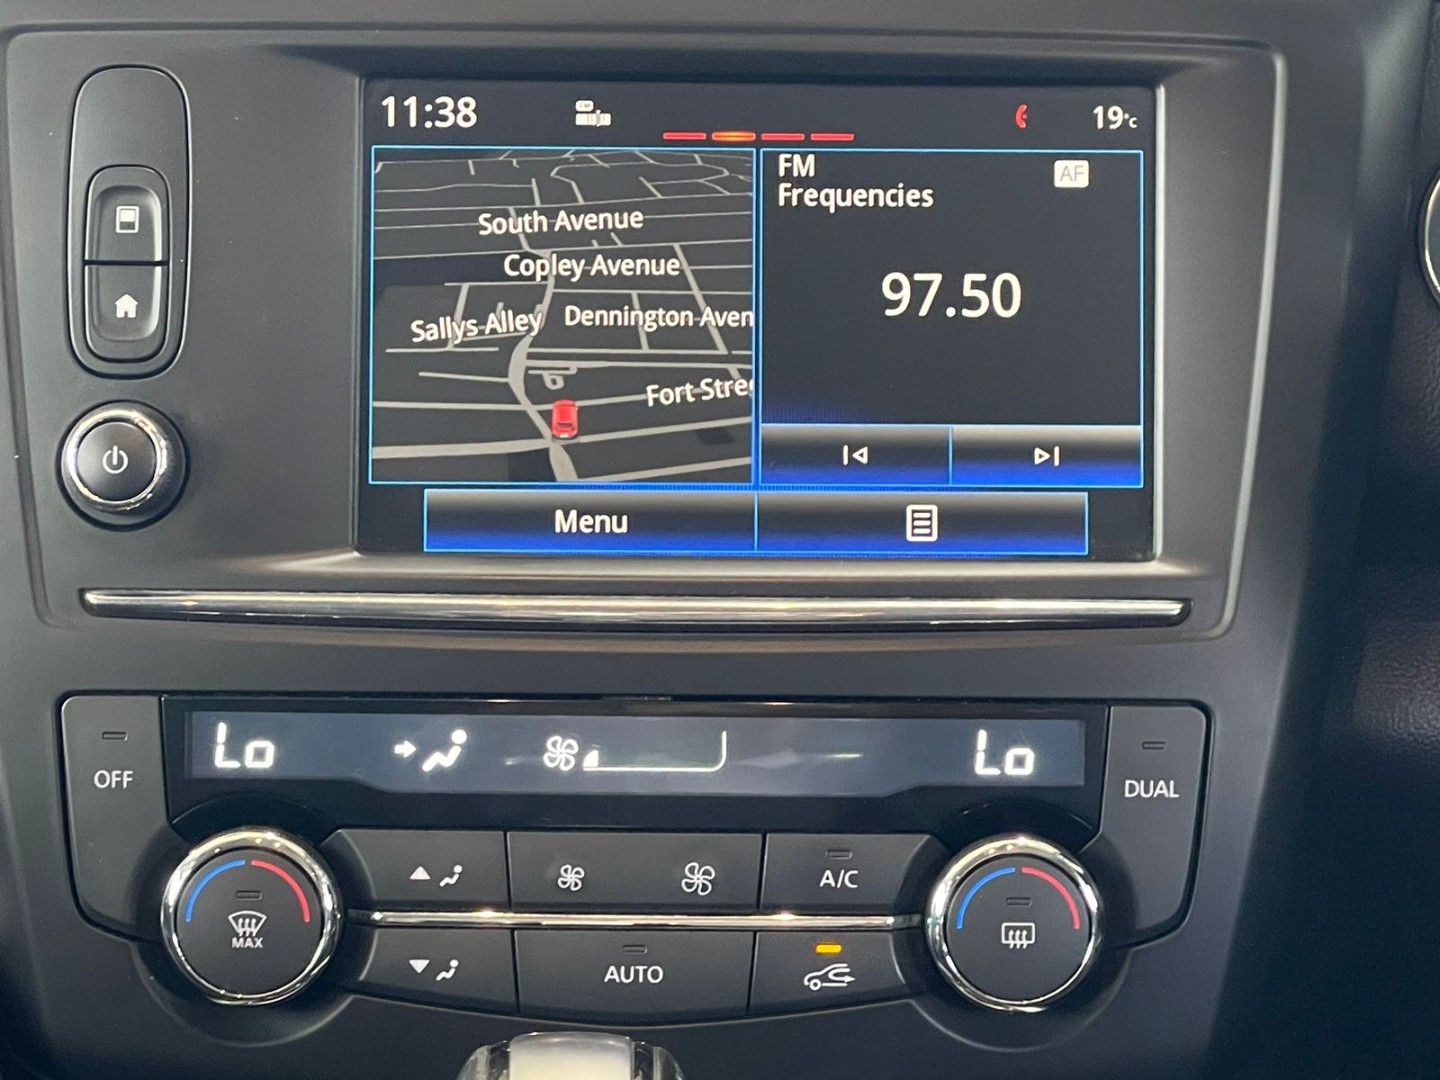 11:38
19°C
FM
Frequencies
AF
97.50
South Avenue
Copley Avenue
Sallys Alley
Dennington Aven
Fort Stree
Menu
Lo
Lo
OFF
DUAL
MAX
A/C
AUTO